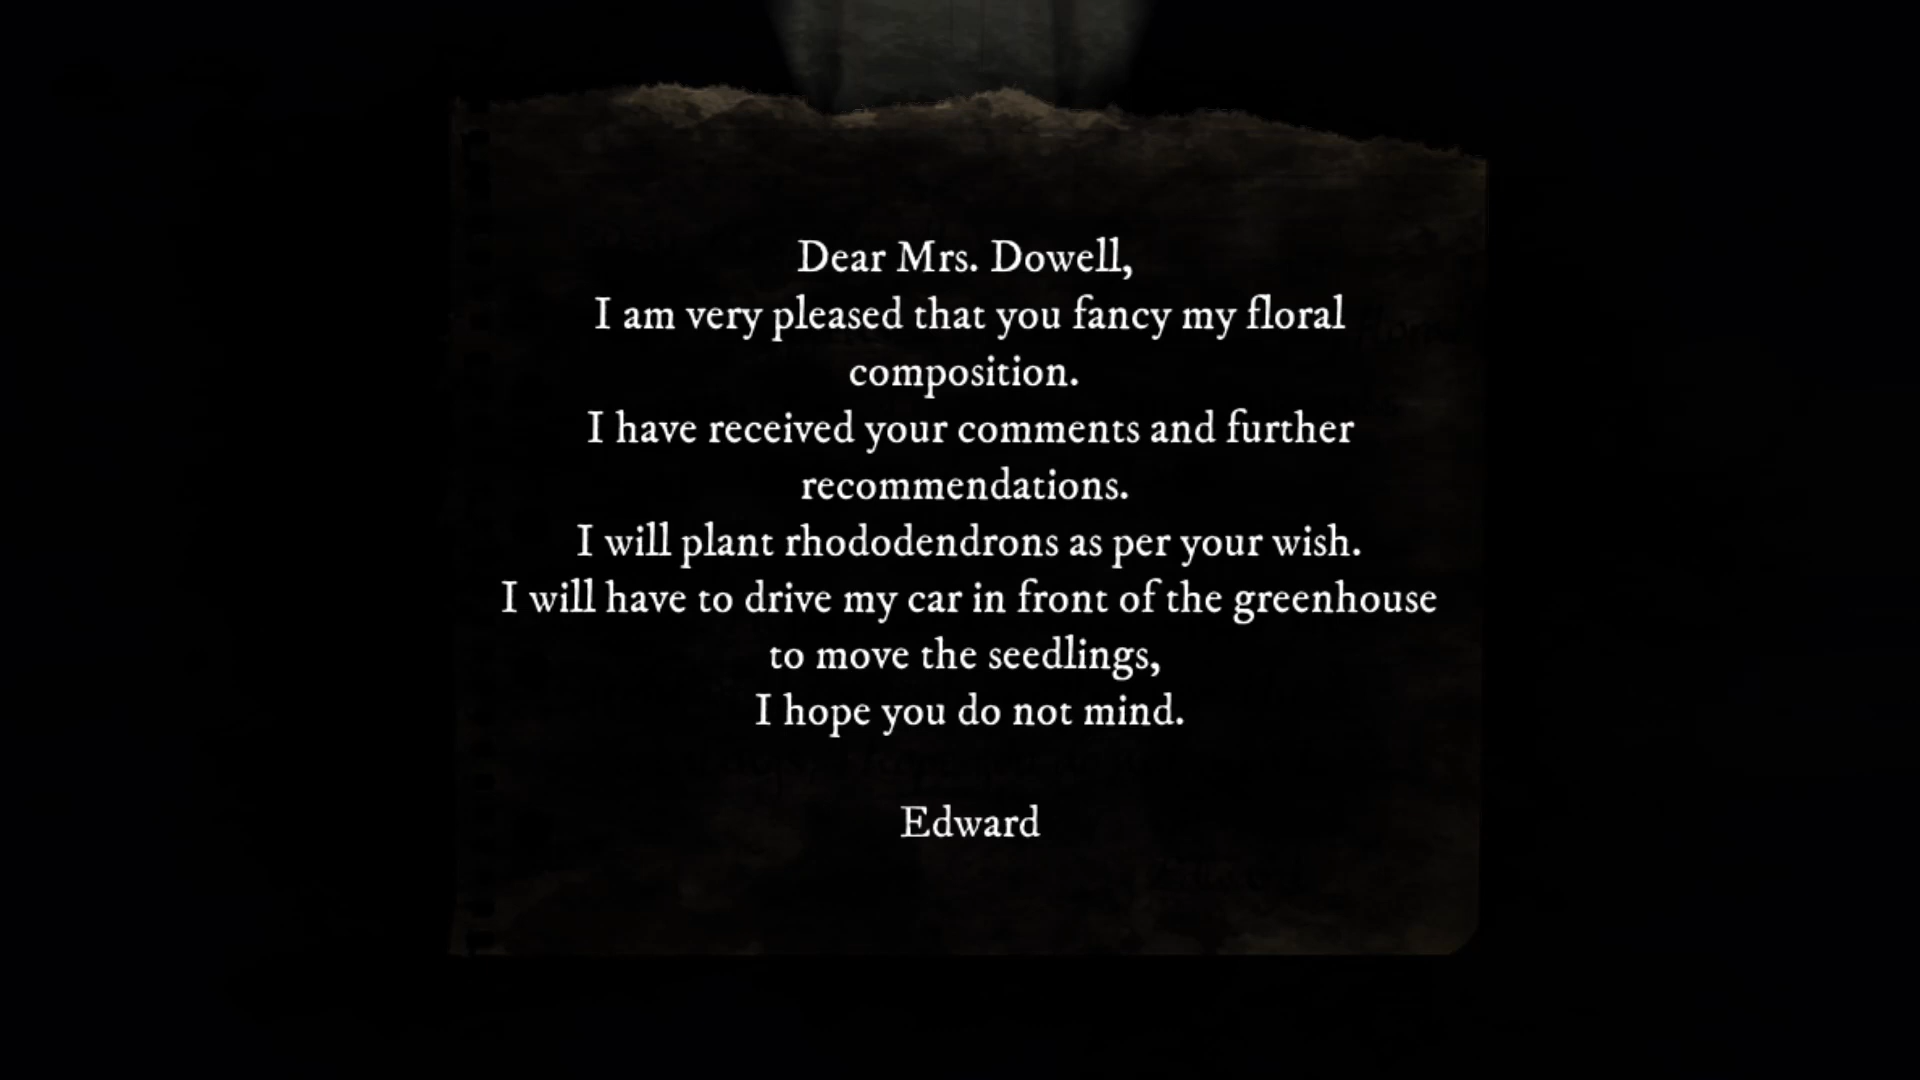 Dear Mrs. Dowell,
I am very pleased that you fancy my floral
composition.
I have received your comments and further
recommendations.
I will plant rhododendrons as per your wish.
I will have to drive my car in front of the greenhouse
to move the seedlings,
I hope you do not mind.
Edward